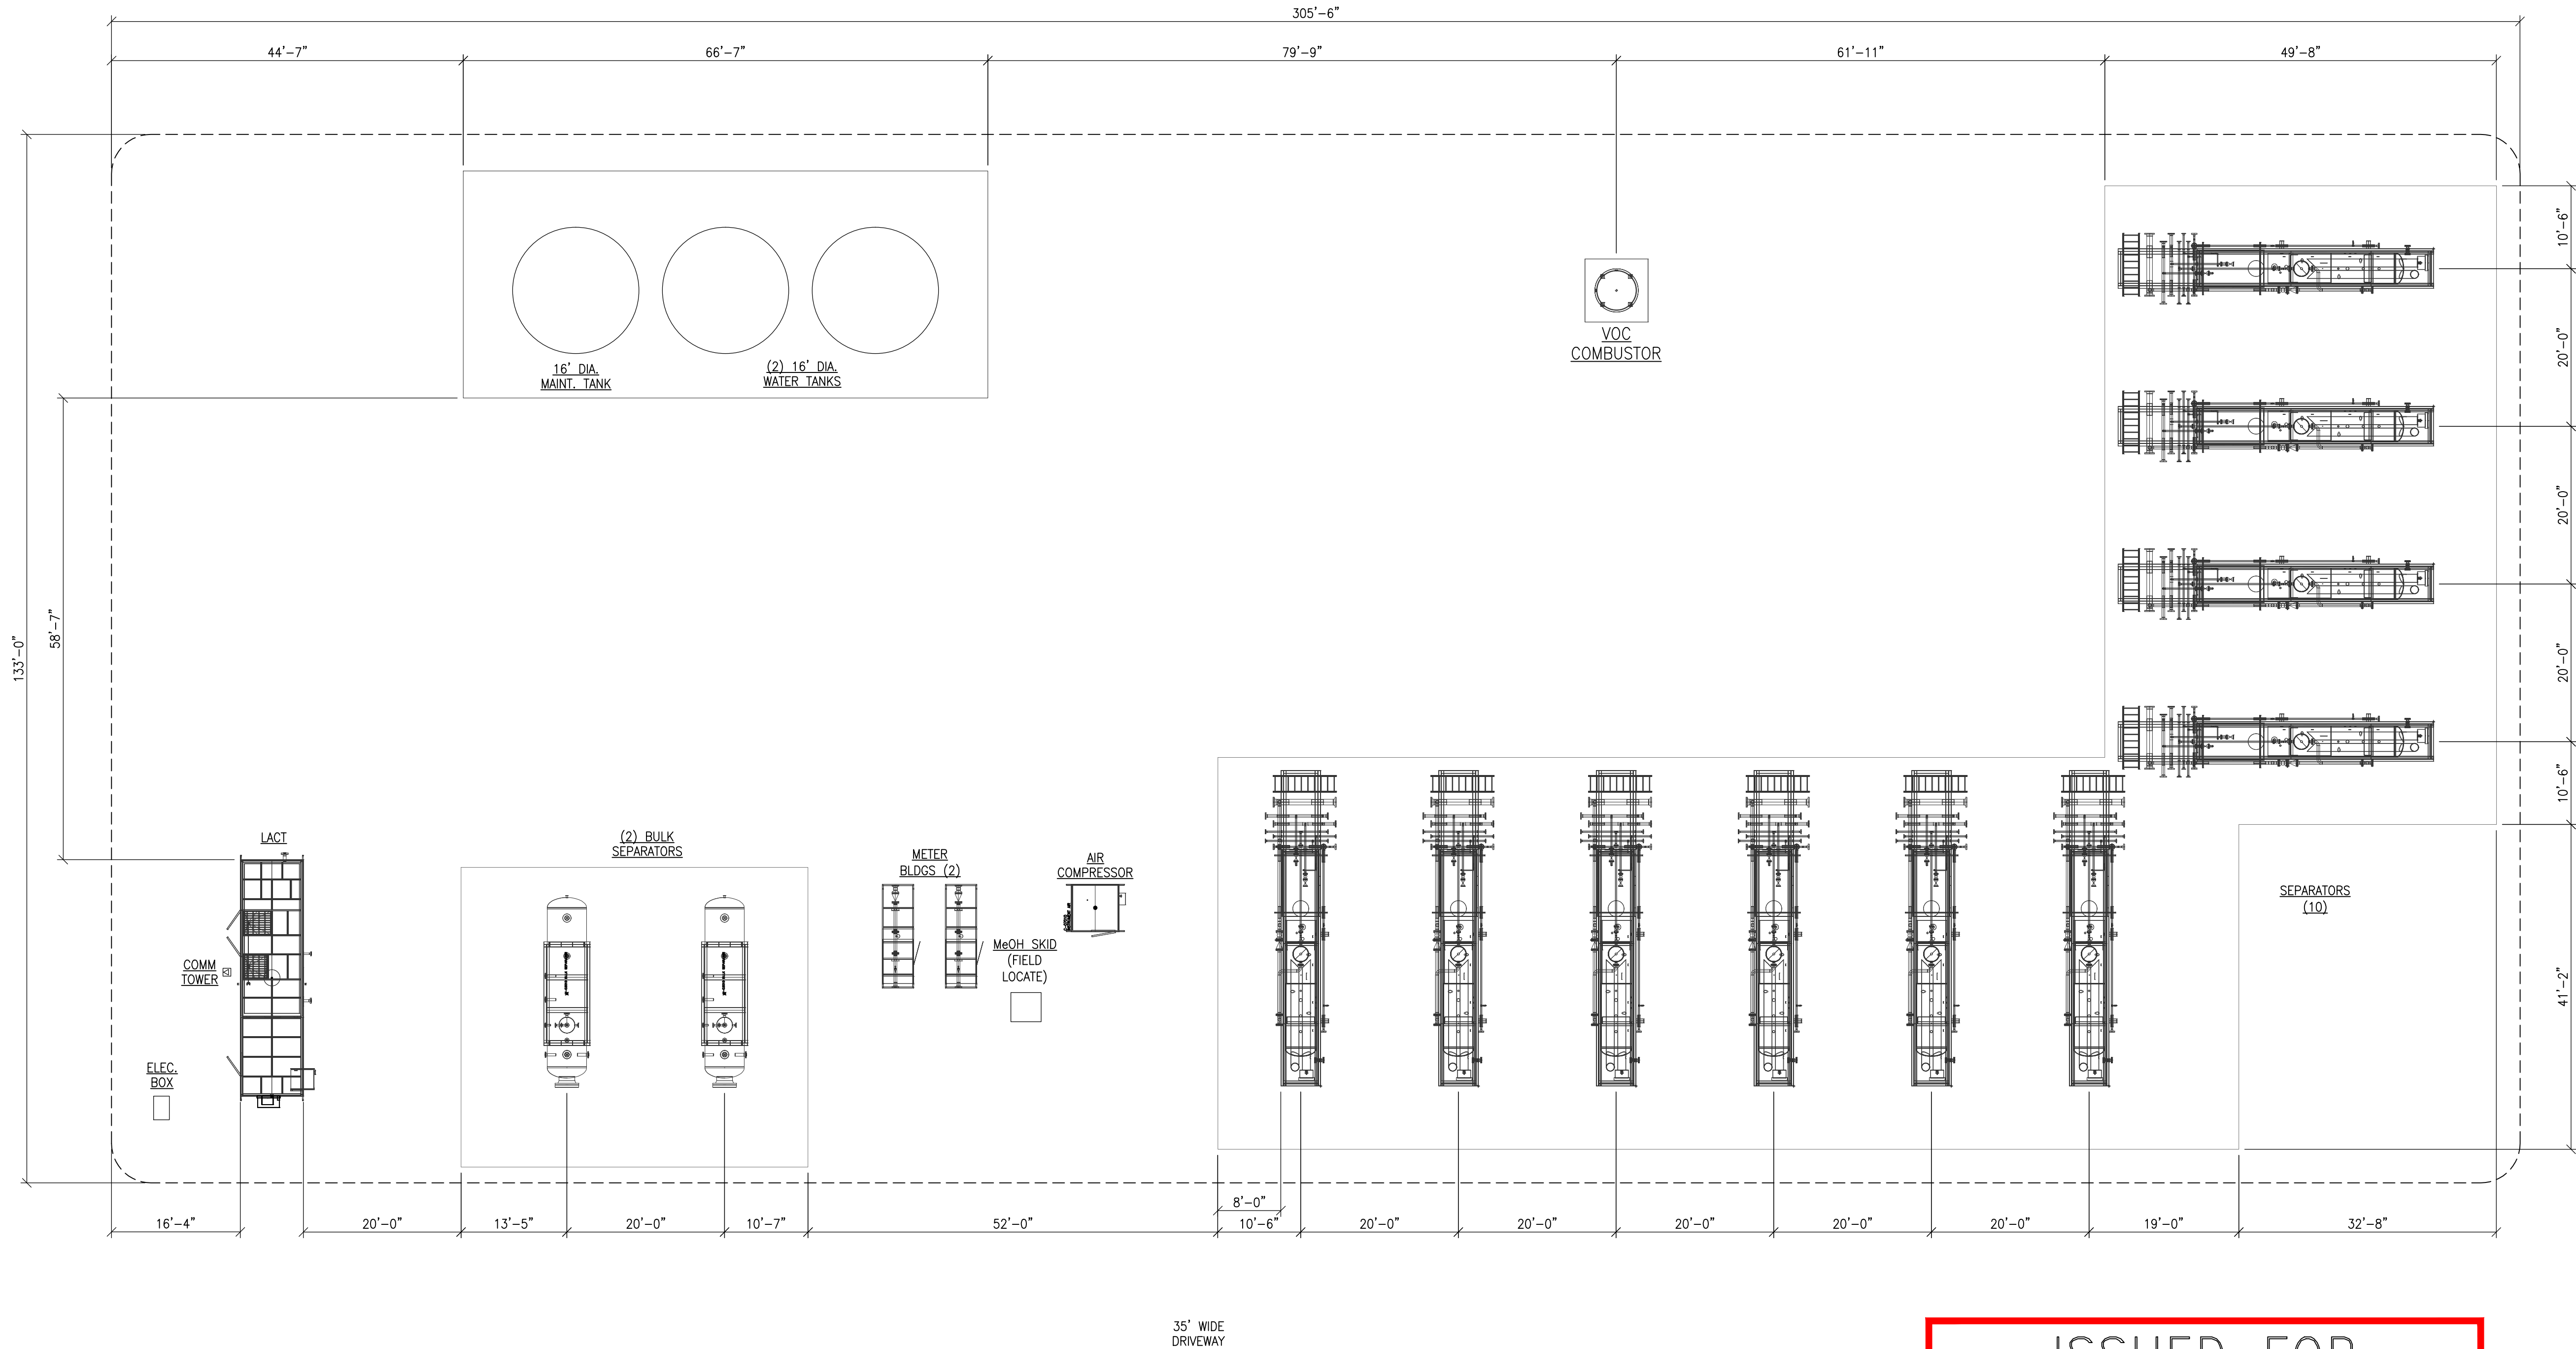 305'-6"
44'-7"
66'-7"
79'-9"
61'-11"
49'-8"
10'-6"
20'-0"
20'-0"
20'-0"
10'-6"
41'-2"
133'-0"
58'-7"
16' DIA.
MAINT. TANK
(2) 16' DIA.
WATER TANKS
VOC
COMBUSTOR
LACT
(2) BULK
SEPARATORS
METER
BLDGS (2)
AIR
COMPRESSOR
MeOH SKID
(FIELD
LOCATE)
COMM
TOWER
ELEC.
BOX
SEPARATORS
(10)
8'-0"
16'-4"
20'-0"
13'-5"
20'-0"
10'-7"
52'-0"
10'-6"
20'-0"
20'-0"
20'-0"
20'-0"
20'-0"
19'-0"
32'-8"
35' WIDE
DRIVEWAY
ISSUED FOR